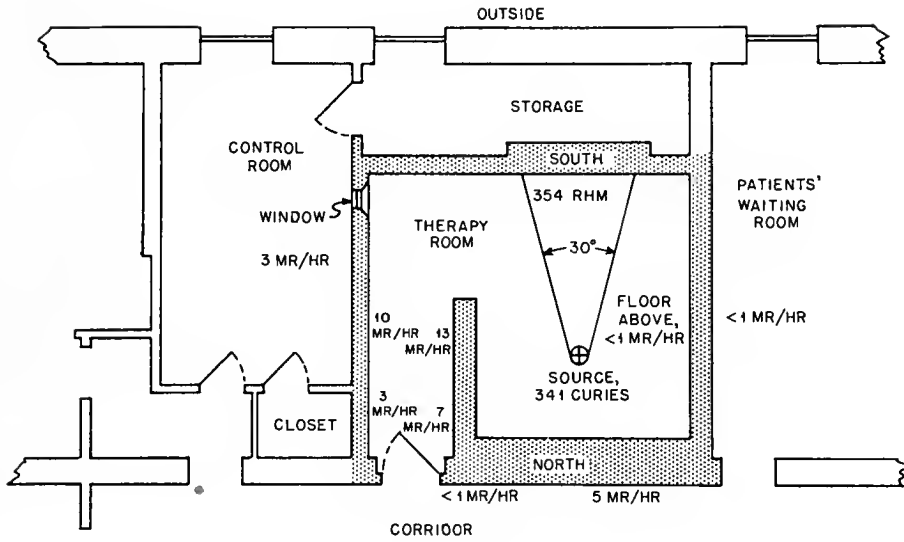 OUTSIDE
STORAGE
CONTROL
ROOM
SOUTH
PATIENTS'
WAITING
ROOM
354 RHM
WINDOW
THERAPY
ROOM
30°
3 MR/HR
FLOOR
ABOVE,
<1 MR/HR
<1 MR/HR
10
MR/HR
13
MR/HR
SOURCE,
341 CURIES
3
MR/HR
7
MR/HR
CLOSET
NORTH
<1 MR/HR
5 MR/HR
CORRIDOR